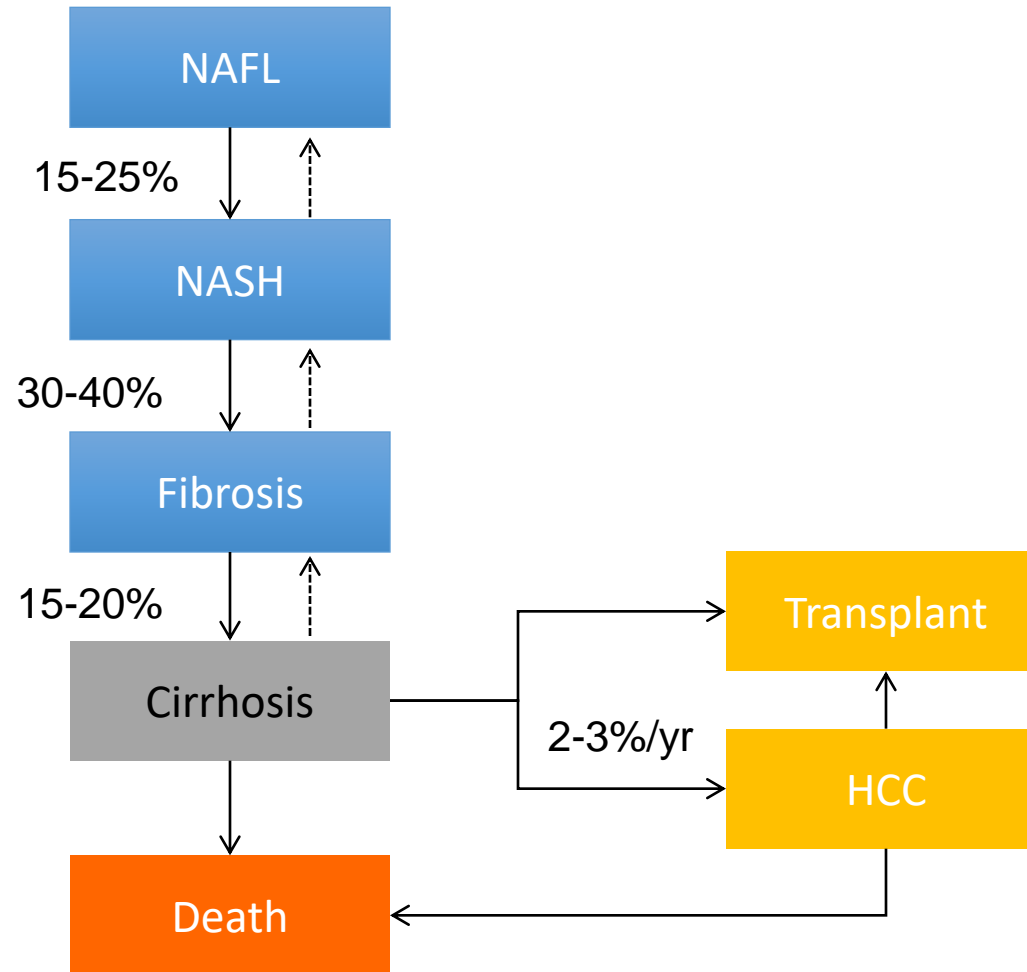 NAFL
15-25%
NASH
30-40%
Fibrosis
15-20%
Transplant
Cirrhosis
2-3%/yr
HCC
Death